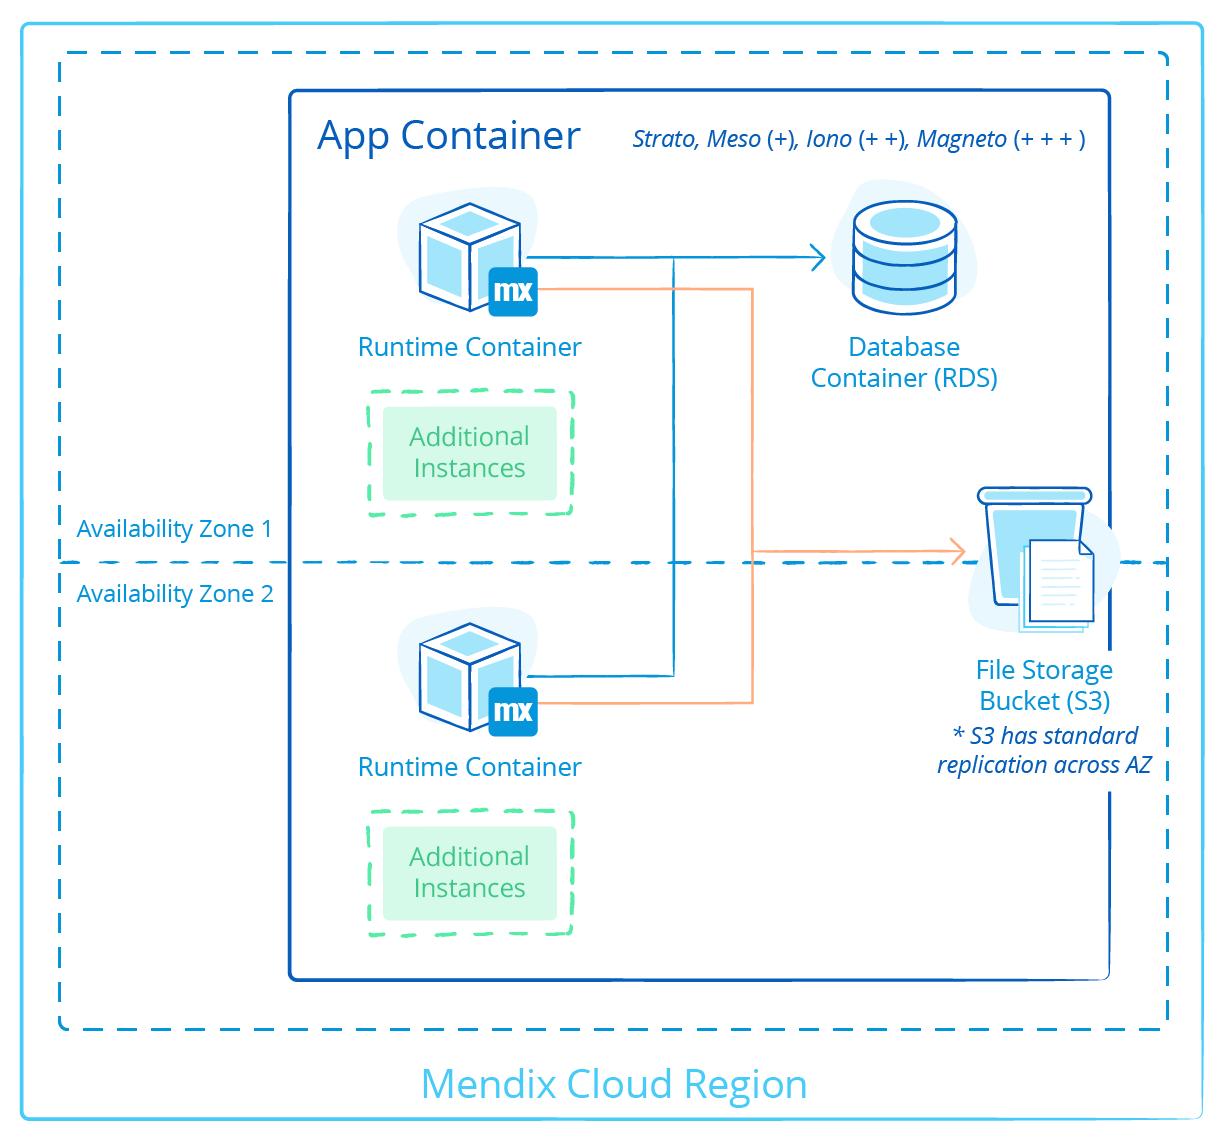 App Container
Strato, Meso (+), Iono (+ +), Magneto (+ + + )
mx
Runtime Container
Database
Container (RDS)
Additional
Instances
Availability Zone 1
Availability Zone 2
mx
Runtime Container
File Storage
Bucket (S3)
* S3 has standard
replication across AZ
Additional
Instances
Mendix Cloud Region